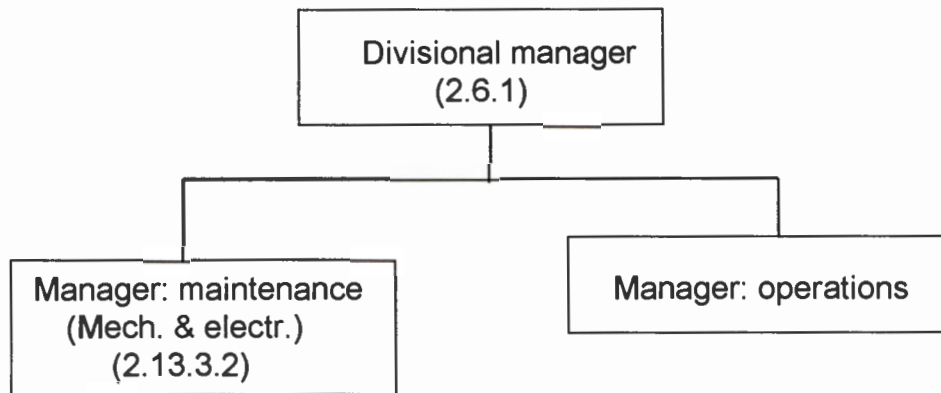 Divisional manager
(2.6.1)
Manager: maintenance
(Mech. & electr.)
(2.13.3.2)
Manager: operations